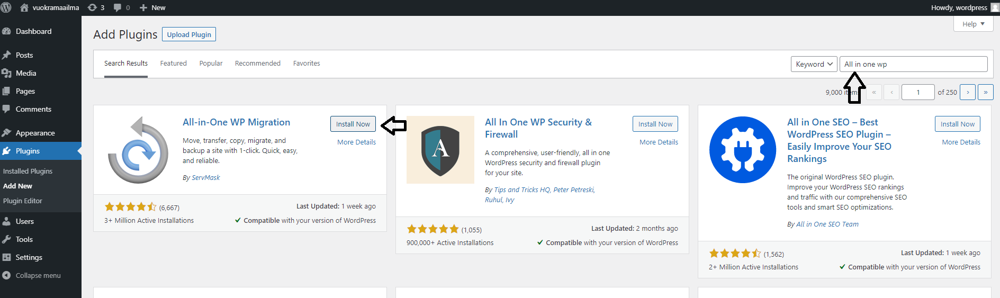 vuokramaailma 3 0 New Howdy, wordpress
Dashboard
Posts
Media
Pages
Comments
Appearance
Plugins
Installed Plugins
Add New
Plugin Editor
Users
Tools
Settings
Collapse menu
Help
Add Plugins Upload Plugin
Search Results Featured Popular Recommended Favorites Keyword All in one wp
9,000 items « ‹ 1 of 250 › »
All-in-One WP Migration
Install Now
More Details
Move, transfer, copy, migrate, and
backup a site with 1-click. Quick, easy,
and reliable.
By ServMask
(6,667)
Last Updated: 1 week ago
3+ Million Active Installations
Compatible with your version of WordPress
All In One WP Security &
Firewall
Install Now
More Details
A
A comprehensive, user-friendly, all in one
WordPress security and firewall plugin
for your site.
By Tips and Tricks HQ, Peter Petreski,
Ruhul, Ivy
(1,055)
Last Updated: 2 months ago
900,000+ Active Installations
Compatible with your version of WordPress
All in One SEO – Best
WordPress SEO Plugin –
Easily Improve Your SEO
Rankings
Install Now
More Details
The original WordPress SEO plugin.
Improve your WordPress SEO rankings
and traffic with our comprehensive SEO
tools and smart SEO optimizations.
By All in One SEO Team
(1,562)
Last Updated: 1 week ago
2+ Million Active Installations
Compatible with your version of WordPress